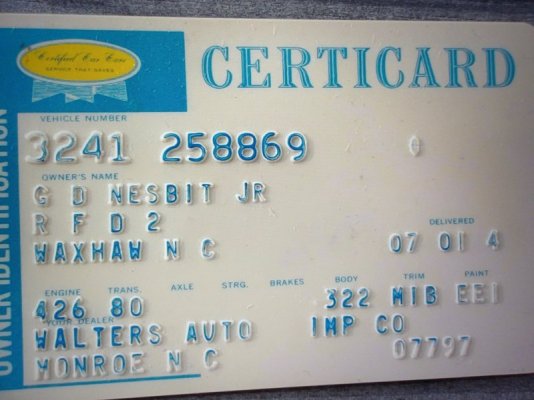 Certified Car Care
SERVICE THAT SAVES
CERTICARD
OWNER IDENTIFICATION
VEHICLE NUMBER
3241 258869 0
OWNER'S NAME
G D NESBIT JR
R F D 2
DELIVERED
WAXHAW N C 07 01 4
ENGINE TRANS. AXLE STRG. BRAKES BODY TRIM PAINT
426 80 322 MIB EE1
YOUR DEALER
WALTERS AUTO IMP CO
MONROE N C 07797